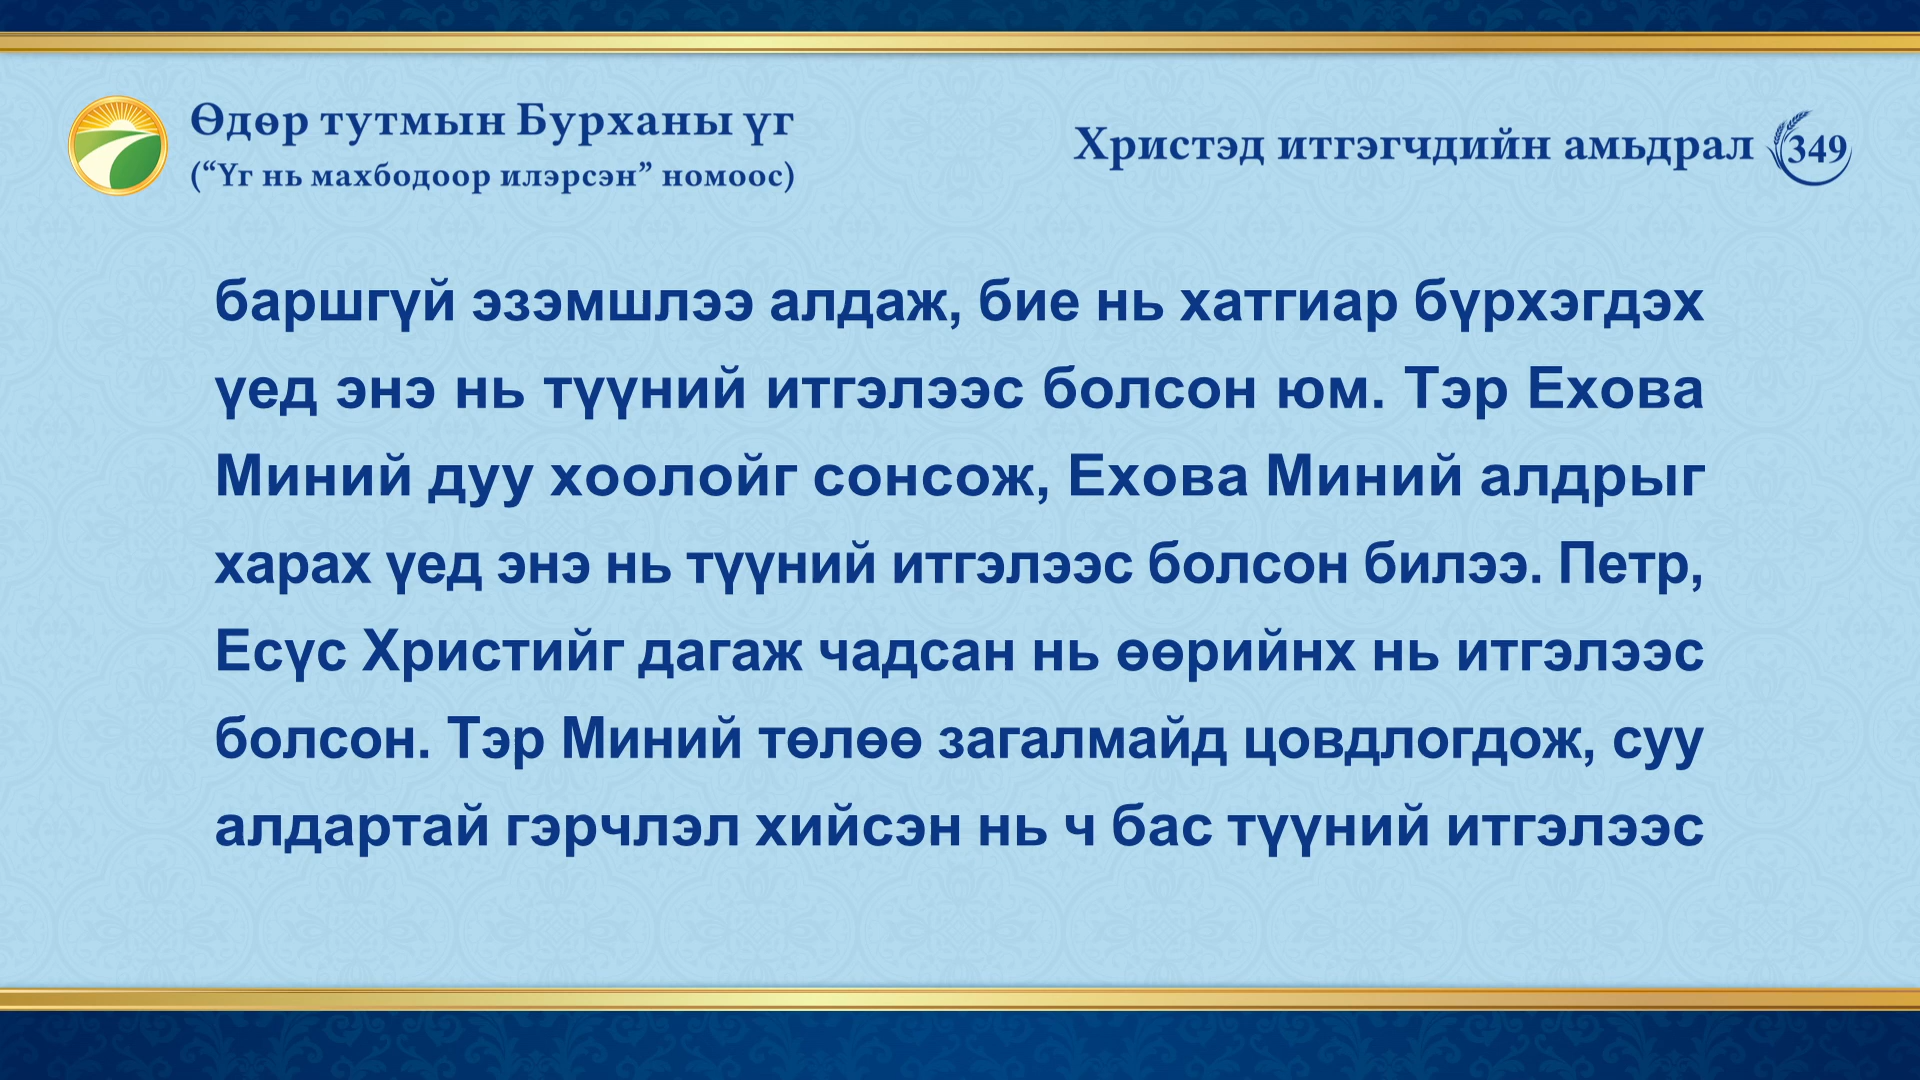 Өдөр тутмын Бурханы үг
(“Үг нь махбодоор илэрсэн” номоос)
Христэд итгэгчдийн амьдрал 349
баршгүй эзэмшлээ алдаж, бие нь хатгиар бүрхэгдэх
үед энэ нь түүний итгэлээс болсон юм. Тэр Ехова
Миний дуу хоолойг сонсож, Ехова Миний алдрыг
харах үед энэ нь түүний итгэлээс болсон билээ. Петр,
Есүс Христийг дагаж чадсан нь өөрийнх нь итгэлээс
болсон. Тэр Миний төлөө загалмайд цовдлогдож, суу
алдартай гэрчлэл хийсэн нь ч бас түүний итгэлээс